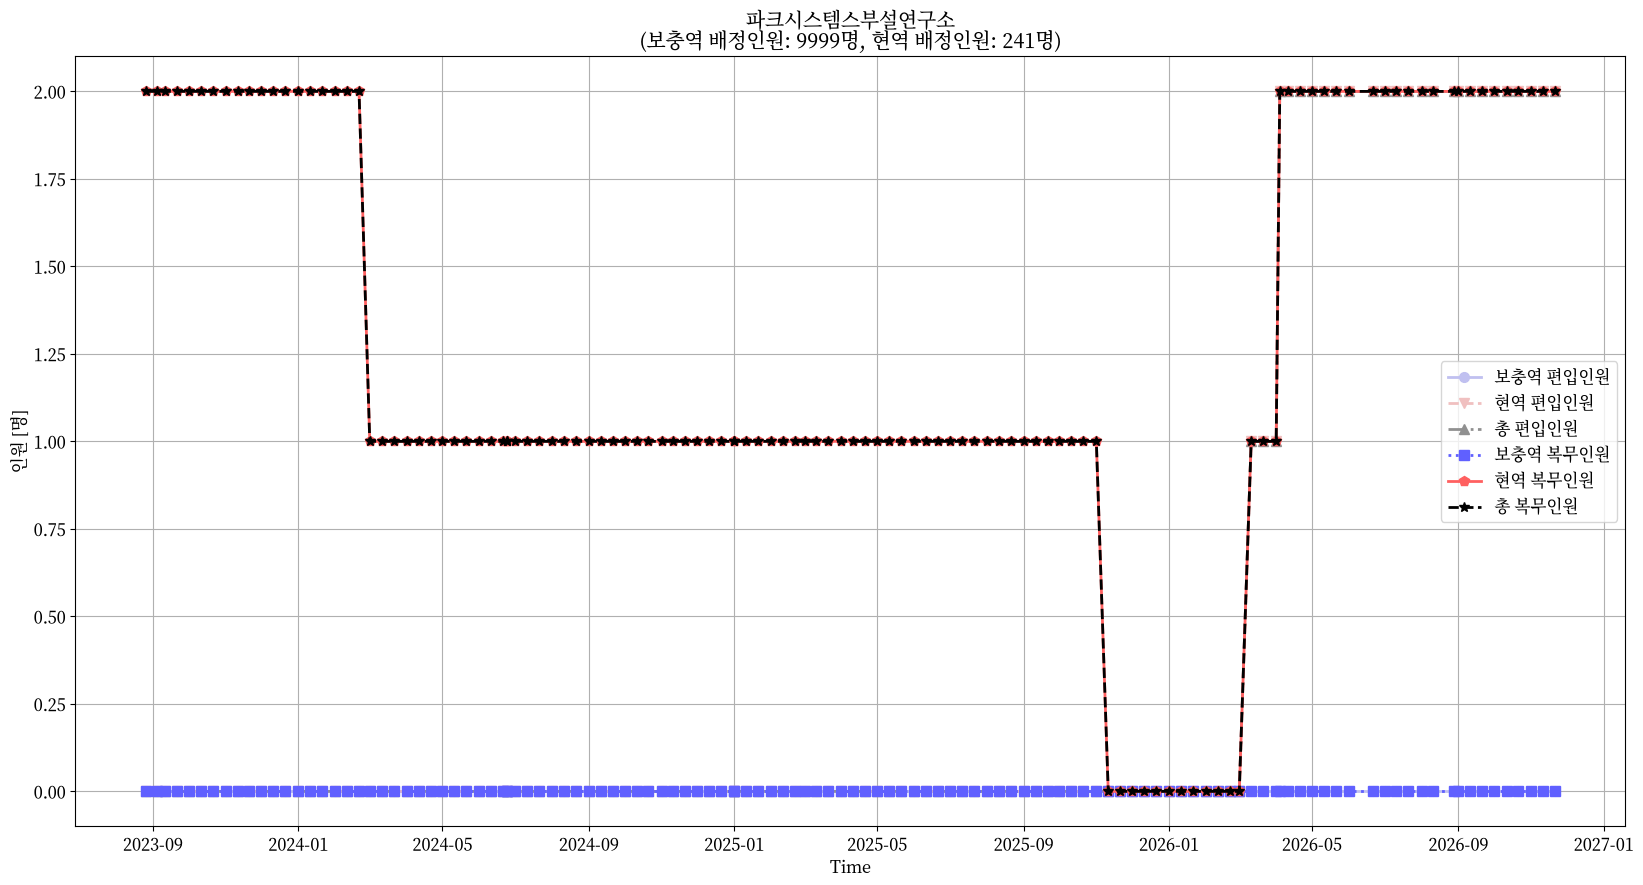 파크시스템스부설연구소
(보충역 배정인원: 9999명, 현역 배정인원: 241명)
2.00
1.75
1.50
1.25
1.00
0.75
0.50
0.25
0.00
인원 [명]
보충역 편입인원
현역 편입인원
총 편입인원
보충역 복무인원
현역 복무인원
총 복무인원
2023-09 2024-01 2024-05 2024-09 2025-01 2025-05 2025-09 2026-01 2026-05 2026-09 2027-01
Time